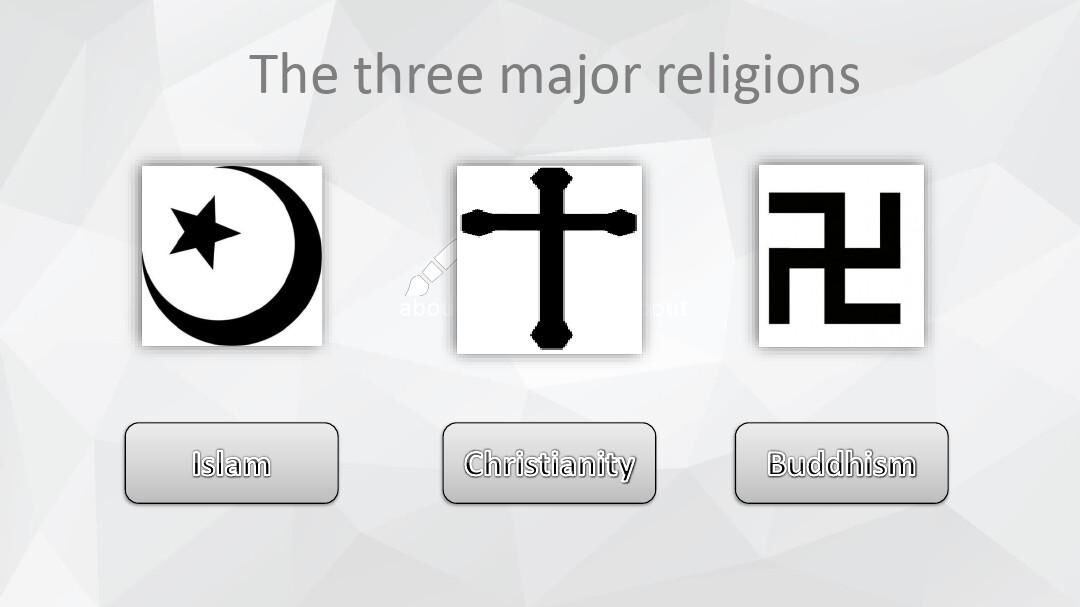 The three major religions
Islam
Christianity
Buddhism